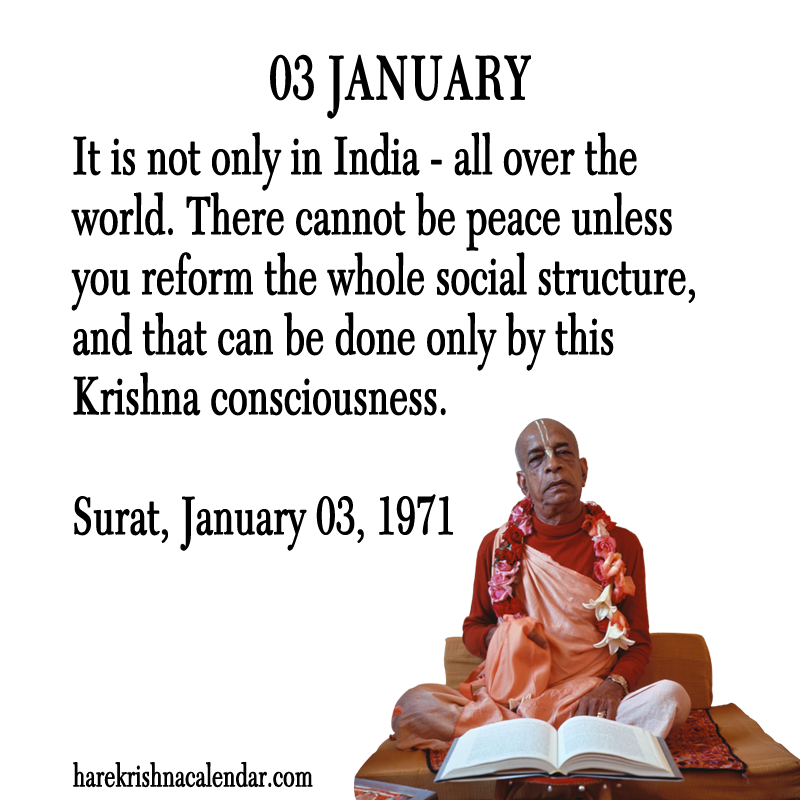 03 JANUARY
It is not only in India - all over the
world. There cannot be peace unless
you reform the whole social structure,
and that can be done only by this
Krishna consciousness.
Surat, January 03, 1971
harekrishnacalendar.com